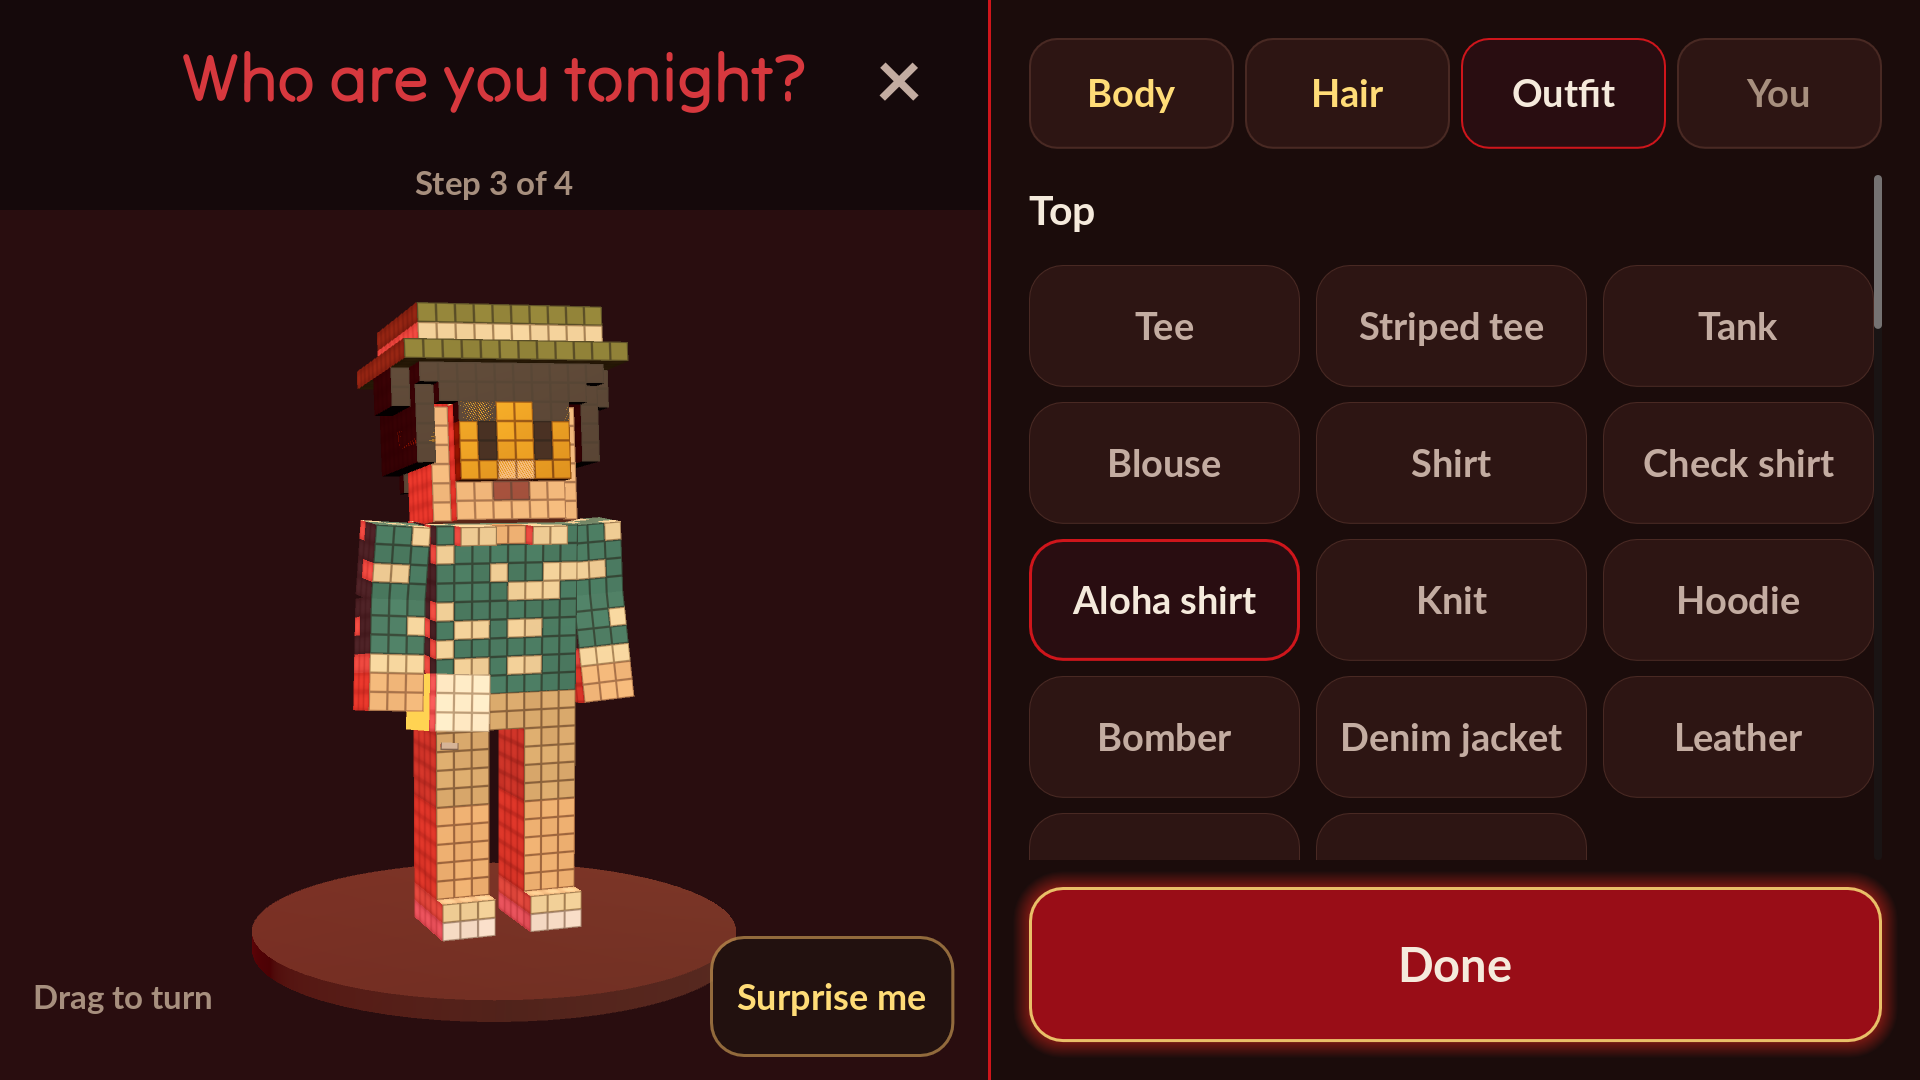 Who are you tonight?
Step 3 of 4
Drag to turn
Surprise me
Body
Hair
Outfit
You
Top
Tee
Striped tee
Tank
Blouse
Shirt
Check shirt
Aloha shirt
Knit
Hoodie
Bomber
Denim jacket
Leather
Done